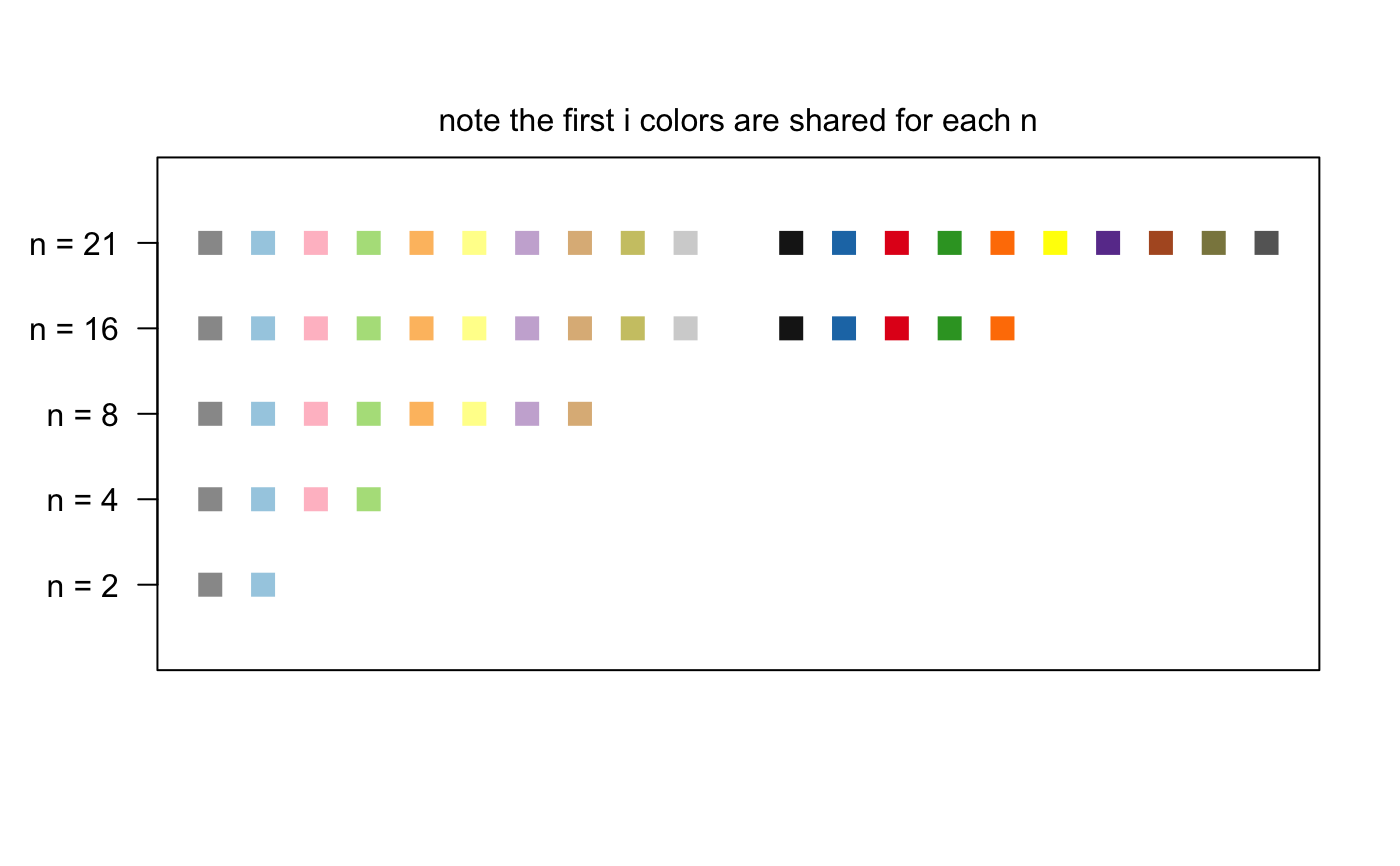 note the first i colors are shared for each n
n = 21
n = 16
n = 8
n = 4
n = 2